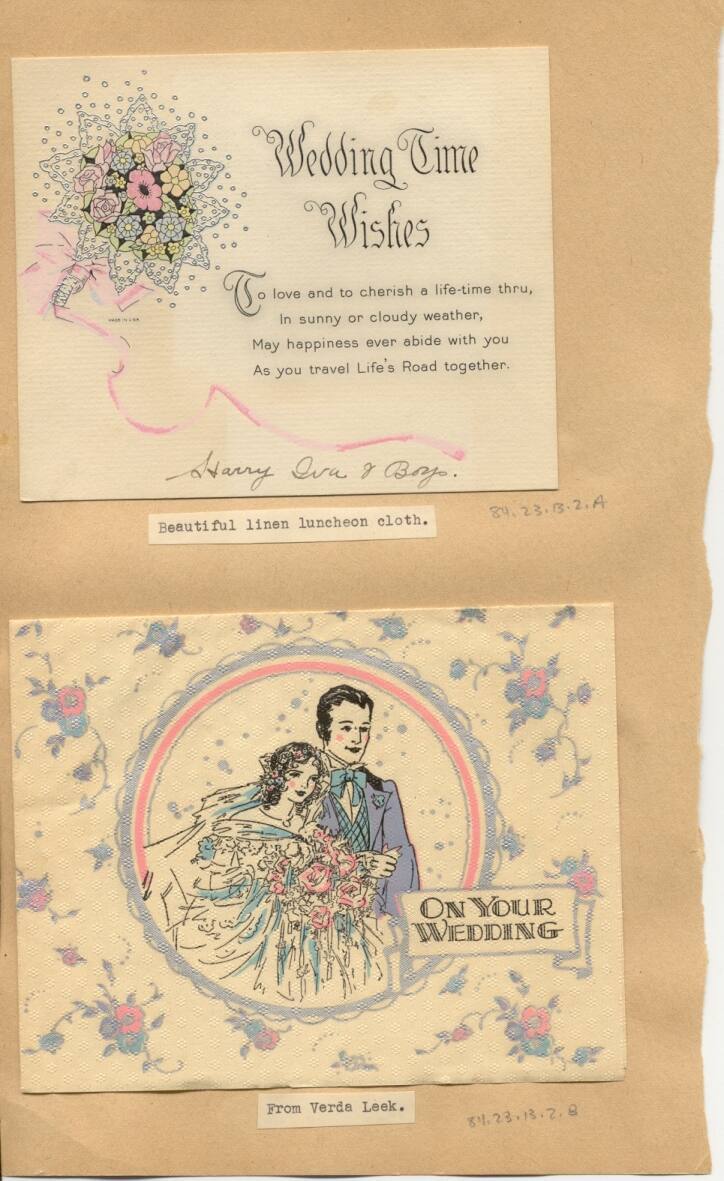 Wedding Time
Wishes
To love and to cherish a life-time thru,
In sunny or cloudy weather,
May happiness ever abide with you
As you travel Life's Road together.
MADE IN U.S.A.
Harry Iva & Boys.
Beautiful linen luncheon cloth.
84.23.13.2.A
ON YOUR
WEDDING
From Verda Leek.
84.23.13.2.B